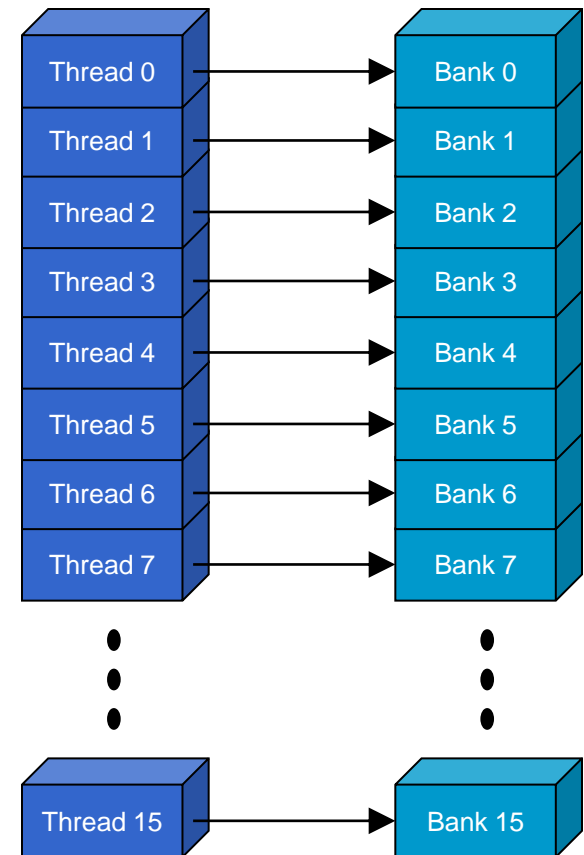 Thread 0
Bank 0
Thread 1
Bank 1
Thread 2
Bank 2
Thread 3
Bank 3
Thread 4
Bank 4
Thread 5
Bank 5
Thread 6
Bank 6
Thread 7
Bank 7
Thread 15
Bank 15